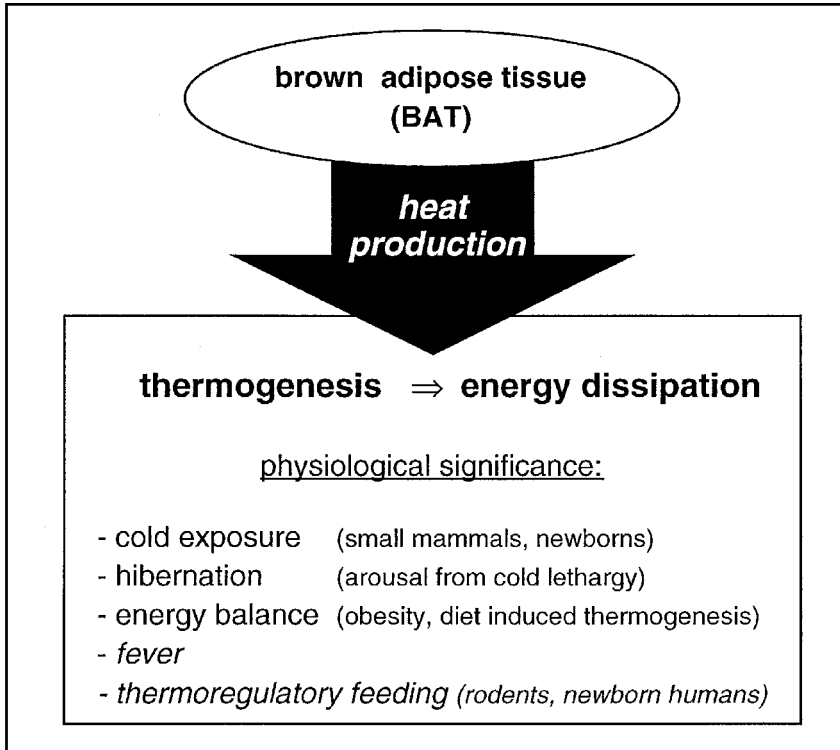 brown adipose tissue
(BAT)
heat
production
thermogenesis ⇒ energy dissipation
physiological significance:
- cold exposure (small mammals, newborns)
- hibernation (arousal from cold lethargy)
- energy balance (obesity, diet induced thermogenesis)
- fever
- thermoregulatory feeding (rodents, newborn humans)